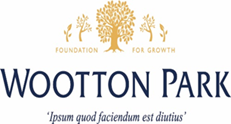 FOUNDATION FOR GROWTH
WOOTTON PARK
'Ipsum quod faciendum est diutius'